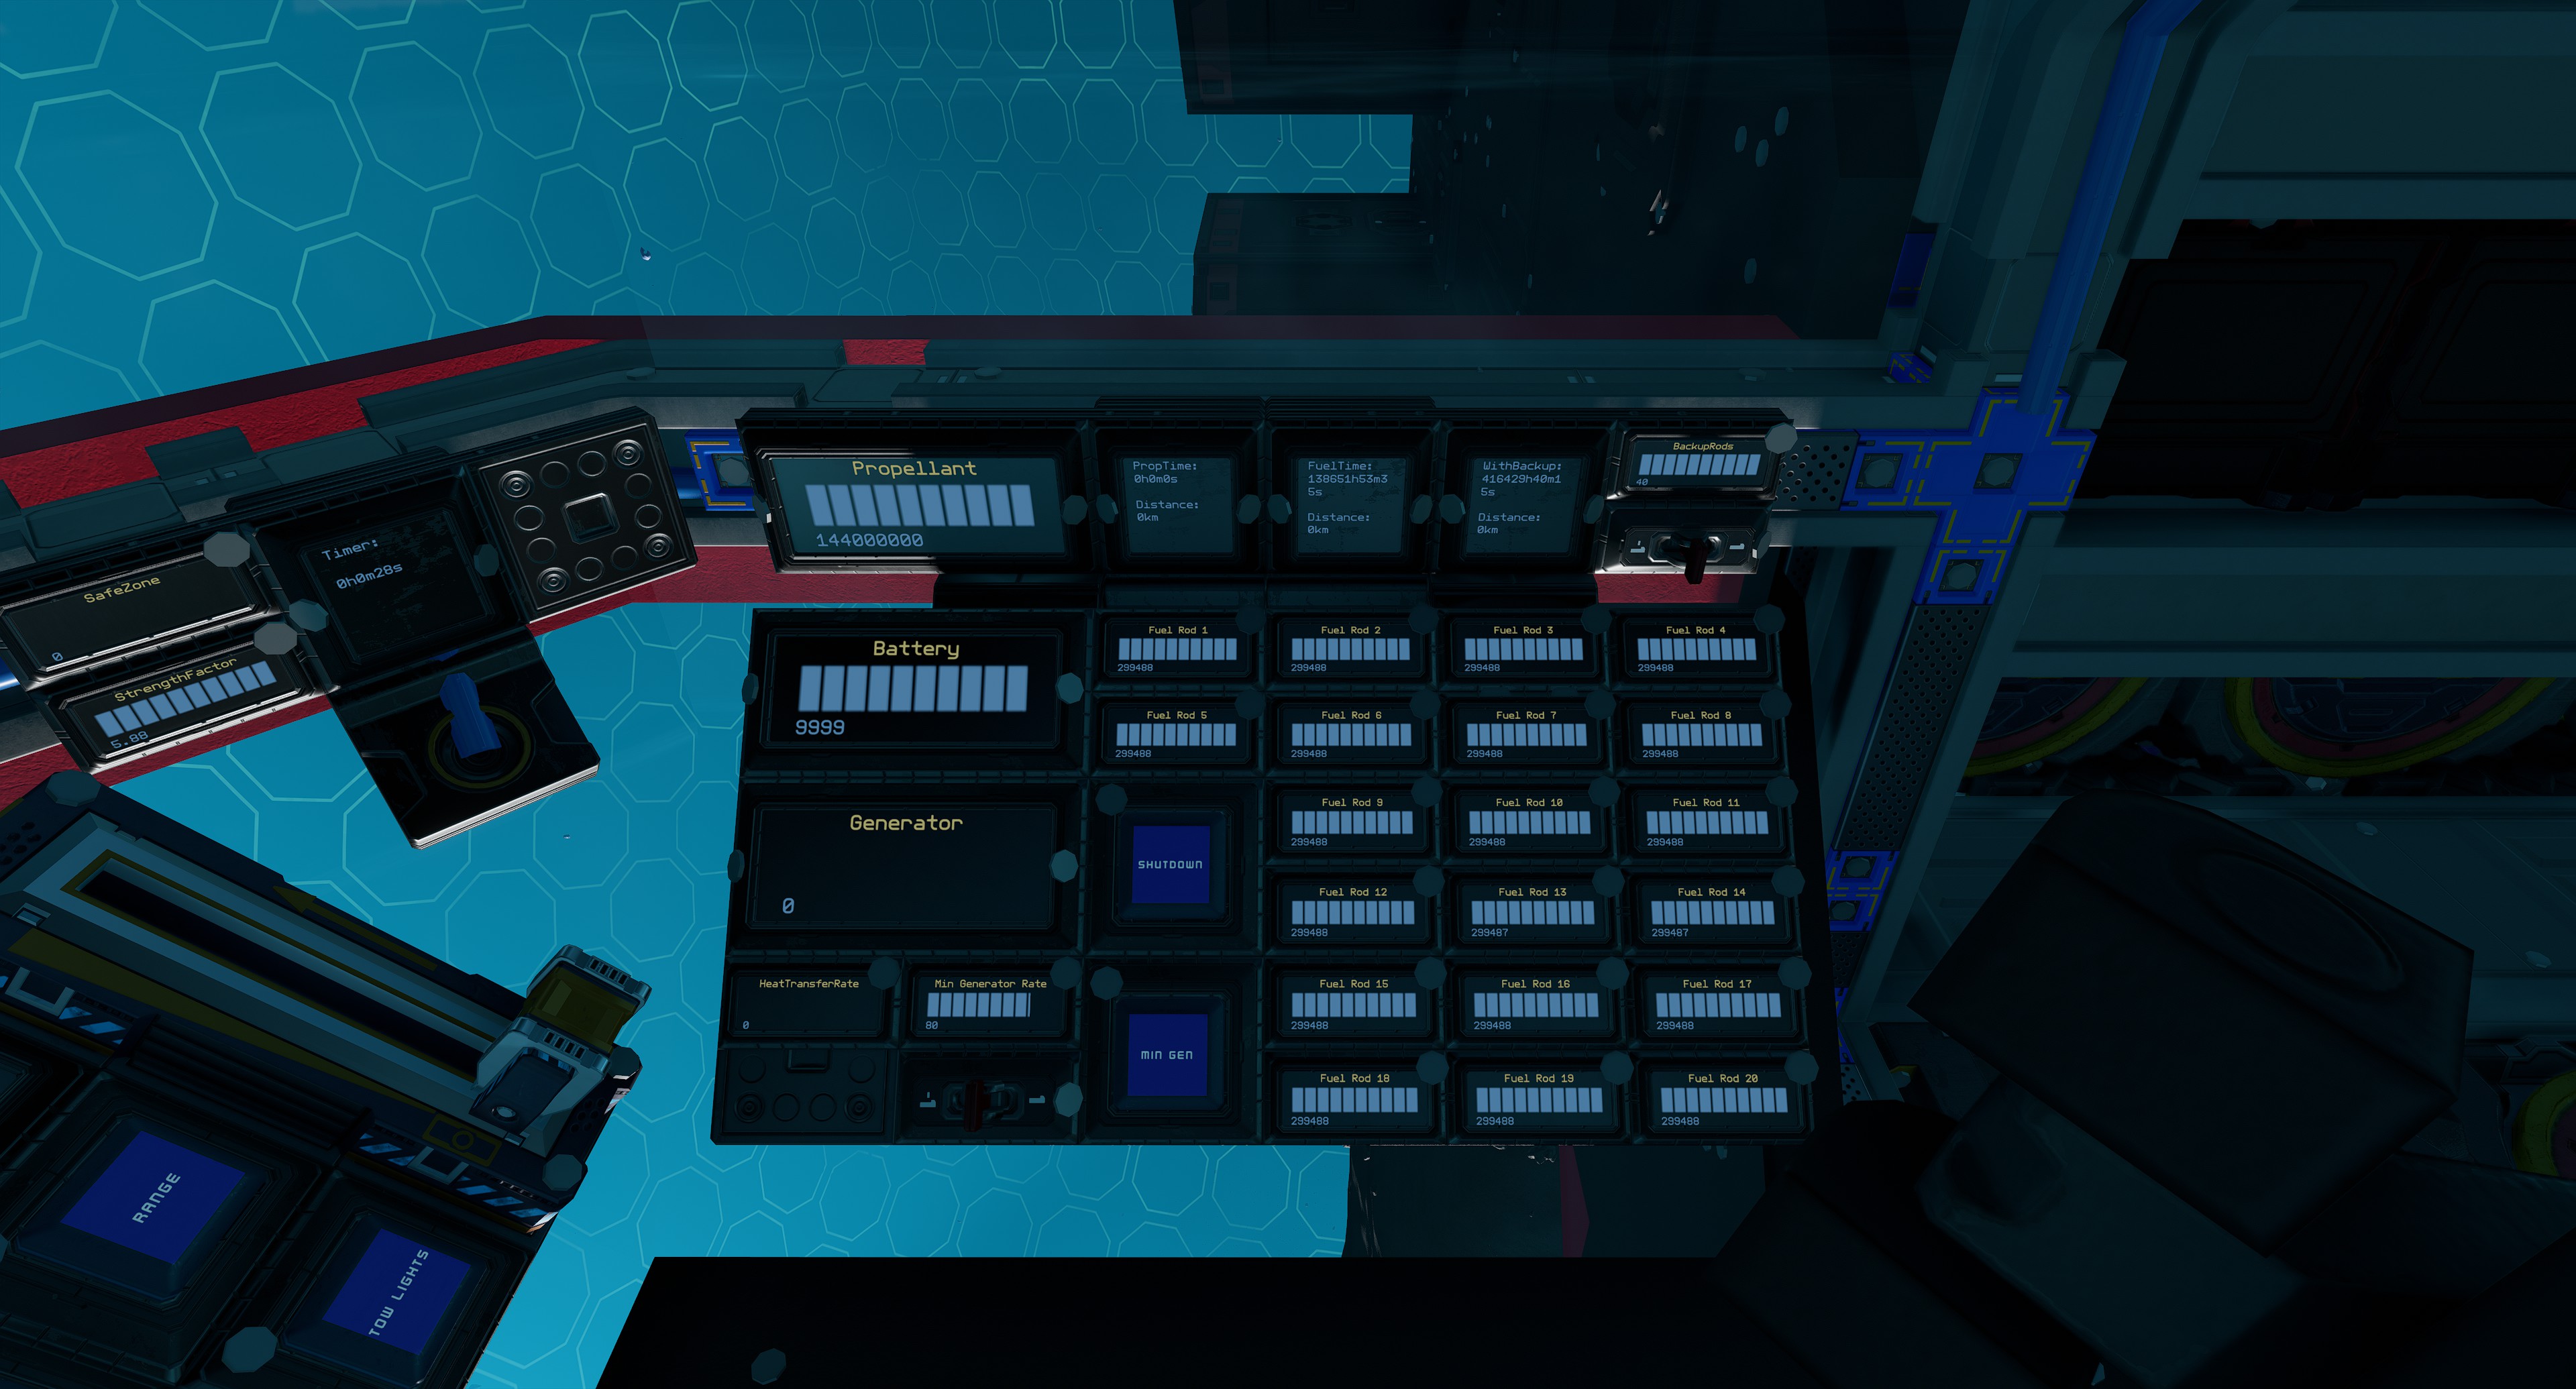 Propellant
144000000
PropTime:
0h0m0s
Distance:
0km
FuelTime:
138651h53m3
5s
Distance:
0km
WithBackup:
416429h40m1
5s
Distance:
0km
BackupRods
40
SafeZone
0
StrengthFactor
5.88
Timer:
0h0m28s
Battery
9999
Fuel Rod 1
299488
Fuel Rod 2
299488
Fuel Rod 3
299488
Fuel Rod 4
299488
Fuel Rod 5
299488
Fuel Rod 6
299488
Fuel Rod 7
299488
Fuel Rod 8
299488
Generator
0
SHUTDOWN
Fuel Rod 9
299488
Fuel Rod 10
299488
Fuel Rod 11
299488
Fuel Rod 12
299488
Fuel Rod 13
299487
Fuel Rod 14
299487
HeatTransferRate
0
Min Generator Rate
80
MIN GEN
Fuel Rod 15
299488
Fuel Rod 16
299488
Fuel Rod 17
299488
Fuel Rod 18
299488
Fuel Rod 19
299488
Fuel Rod 20
299488
RANGE
TOW LIGHTS